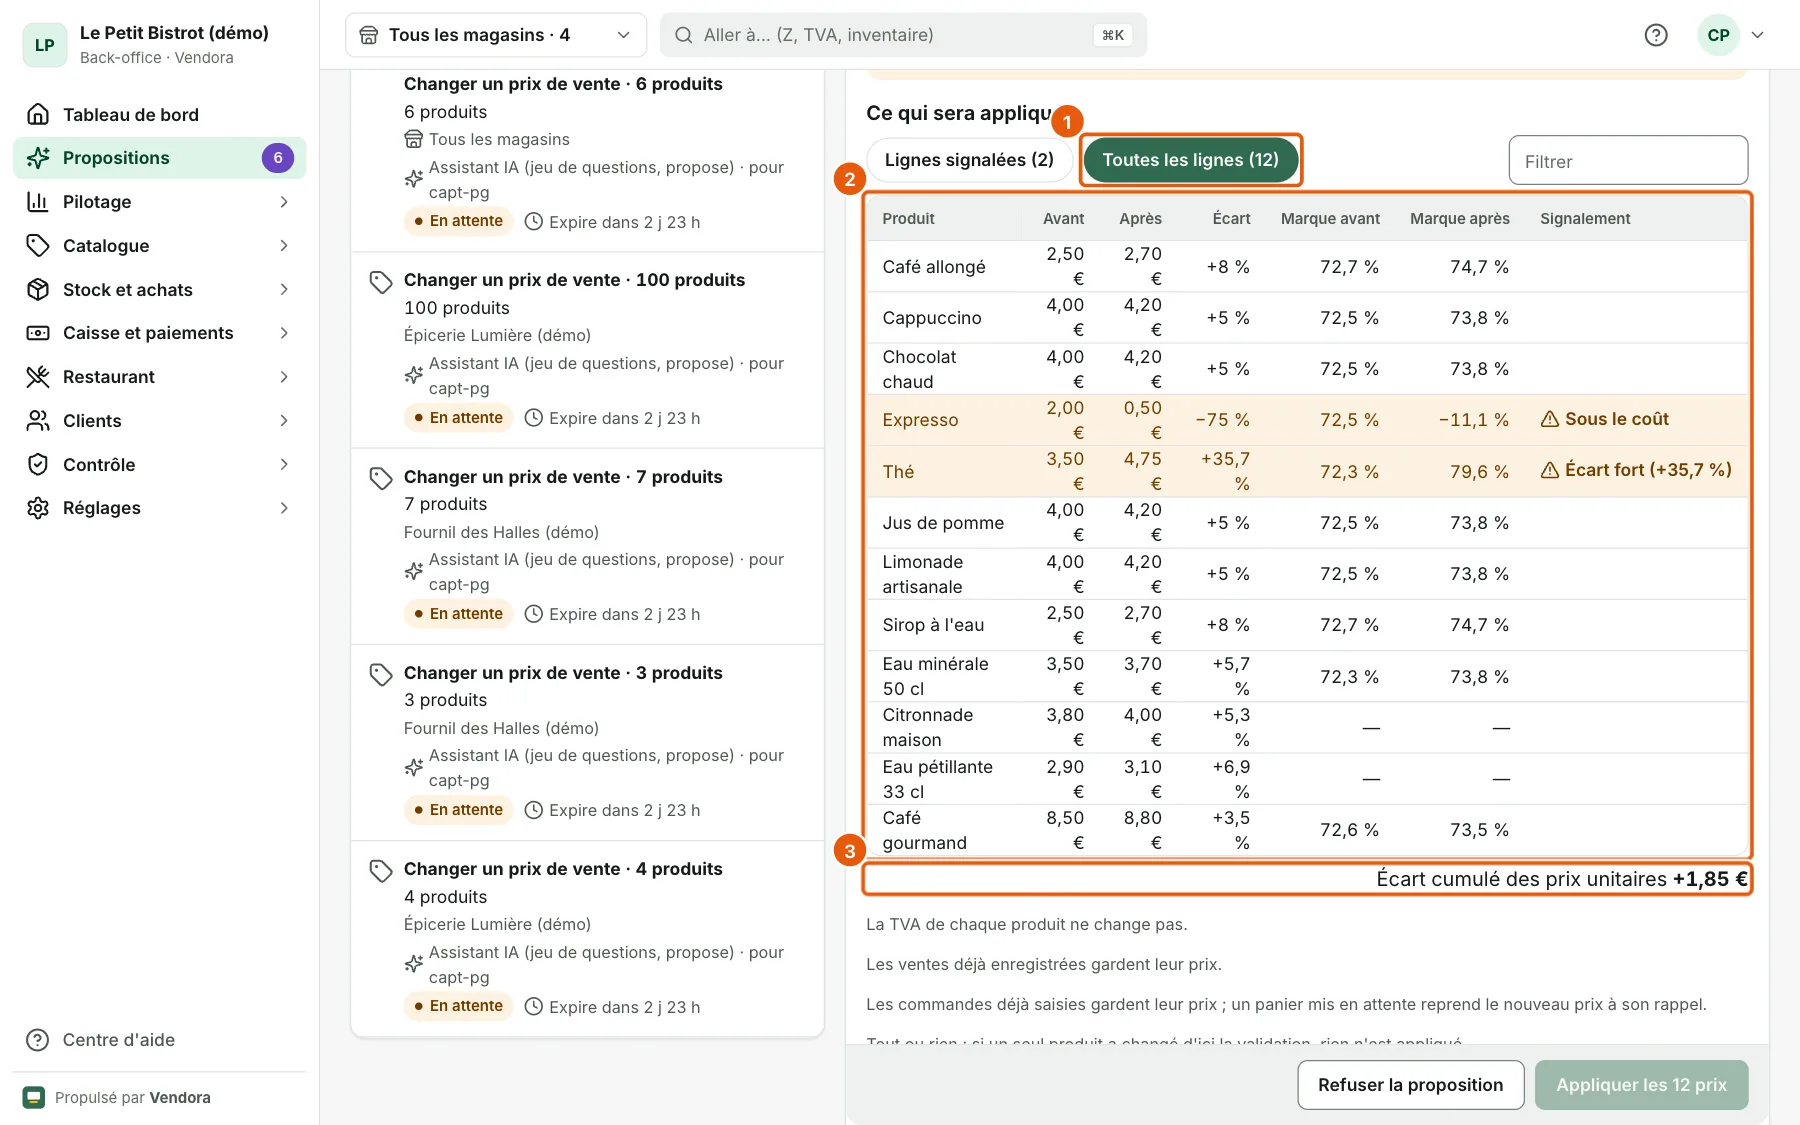 LP
Le Petit Bistrot (démo)
Back-office · Vendora
Tous les magasins · 4
Aller à... (Z, TVA, inventaire)
⌘K
CP
Tableau de bord
Propositions
6
Pilotage
Catalogue
Stock et achats
Caisse et paiements
Restaurant
Clients
Contrôle
Réglages
Centre d'aide
Propulsé par Vendora
Changer un prix de vente · 6 produits
6 produits
Tous les magasins
Assistant IA (jeu de questions, propose) · pour
capt-pg
En attente
Expire dans 2 j 23 h
Changer un prix de vente · 100 produits
100 produits
Épicerie Lumière (démo)
Assistant IA (jeu de questions, propose) · pour
capt-pg
En attente
Expire dans 2 j 23 h
Changer un prix de vente · 7 produits
7 produits
Fournil des Halles (démo)
Assistant IA (jeu de questions, propose) · pour
capt-pg
En attente
Expire dans 2 j 23 h
Changer un prix de vente · 3 produits
3 produits
Fournil des Halles (démo)
Assistant IA (jeu de questions, propose) · pour
capt-pg
En attente
Expire dans 2 j 23 h
Changer un prix de vente · 4 produits
4 produits
Épicerie Lumière (démo)
Assistant IA (jeu de questions, propose) · pour
capt-pg
En attente
Expire dans 2 j 23 h
Ce qui sera appliqu
1
Lignes signalées (2)
Toutes les lignes (12)
Filtrer
2
Produit Avant Après Écart Marque avant Marque après Signalement
Café allongé 2,50 € 2,70 € +8 % 72,7 % 74,7 %
Cappuccino 4,00 € 4,20 € +5 % 72,5 % 73,8 %
Chocolat chaud 4,00 € 4,20 € +5 % 72,5 % 73,8 %
Expresso 2,00 € 0,50 € −75 % 72,5 % −11,1 % Sous le coût
Thé 3,50 € 4,75 € +35,7 % 72,3 % 79,6 % Écart fort (+35,7 %)
Jus de pomme 4,00 € 4,20 € +5 % 72,5 % 73,8 %
Limonade artisanale 4,00 € 4,20 € +5 % 72,5 % 73,8 %
Sirop à l'eau 2,50 € 2,70 € +8 % 72,7 % 74,7 %
Eau minérale 50 cl 3,50 € 3,70 € +5,7 % 72,3 % 73,8 %
Citronnade maison 3,80 € 4,00 € +5,3 % — —
Eau pétillante 33 cl 2,90 € 3,10 € +6,9 % — —
Café gourmand 8,50 € 8,80 € +3,5 % 72,6 % 73,5 %
3
Écart cumulé des prix unitaires +1,85 €
La TVA de chaque produit ne change pas.
Les ventes déjà enregistrées gardent leur prix.
Les commandes déjà saisies gardent leur prix ; un panier mis en attente reprend le nouveau prix à son rappel.
Tout ou rien : si un seul produit a changé d'ici la validation, rien n'est appliqué.
Refuser la proposition
Appliquer les 12 prix